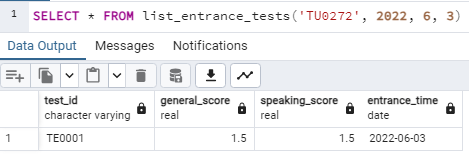 1 SELECT * FROM list_entrance_tests('TU0272', 2022, 6, 3)
Data Output Messages Notifications
test_id general_score speaking_score entrance_time
character varying real real date
1 TE0001 1.5 1.5 2022-06-03